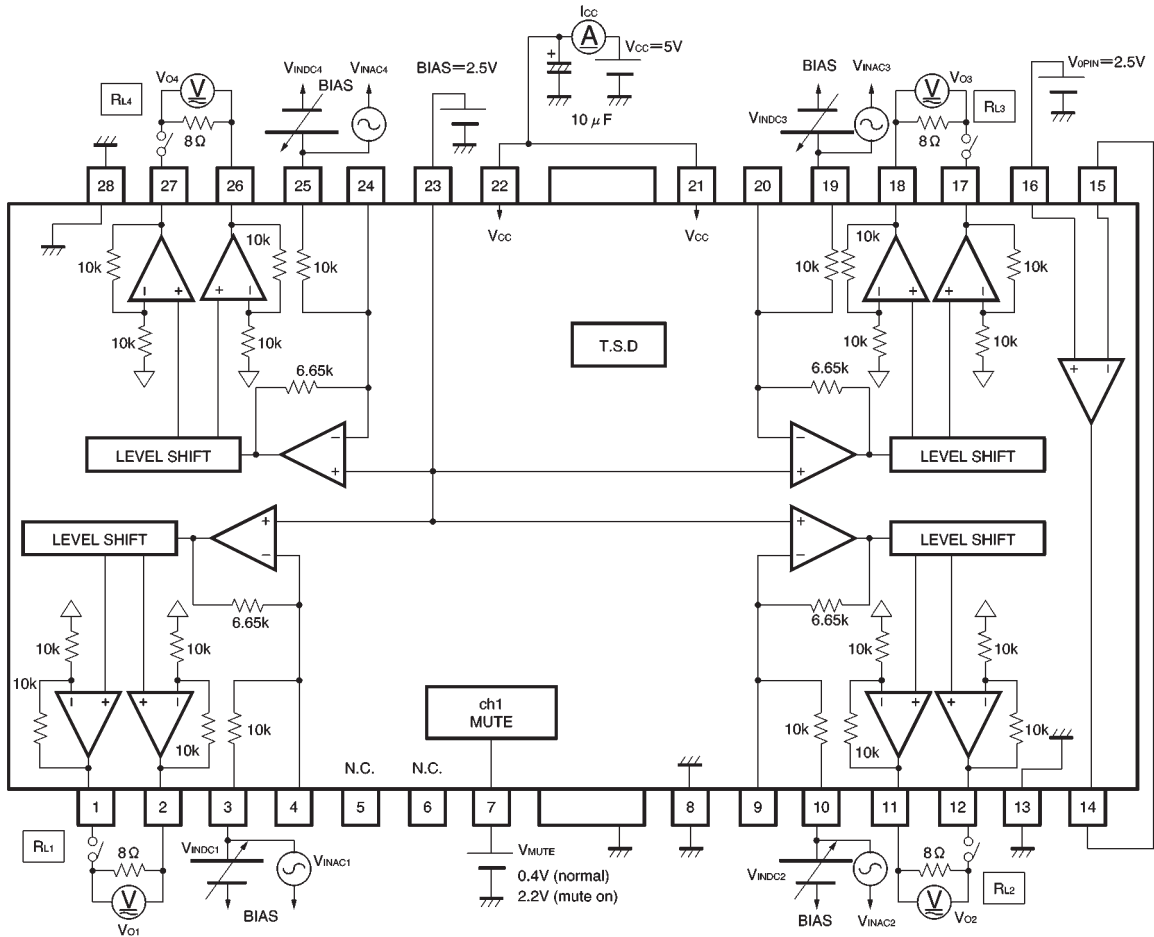 ICC
A
VCC=5V
10 μF
VO4
V
RL4
8Ω
VINDC4
BIAS
VINAC4
BIAS=2.5V
BIAS
VINAC3
VINDC3
V
VO3
RL3
8Ω
VOPIN=2.5V
28 27 26 25 24 23 22 21 20 19 18 17 16 15
VCC VCC
10k 10k 10k 10k 10k 10k
+ − + − − + + −
10k 10k 10k 10k
T.S.D
+ −
6.65k 6.65k
− −
LEVEL SHIFT LEVEL SHIFT
+ +
+ +
LEVEL SHIFT LEVEL SHIFT
− −
6.65k 6.65k
10k 10k 10k 10k
10k
− + + − − + + −
10k 10k 10k 10k 10k
ch1
MUTE
N.C. N.C.
1 2 3 4 5 6 7 8 9 10 11 12 13 14
RL1
8Ω
V
VO1
VINDC1
VINAC1
BIAS
VMUTE
0.4V (normal)
2.2V (mute on)
VINDC2
BIAS
VINAC2
8Ω
V
VO2
RL2